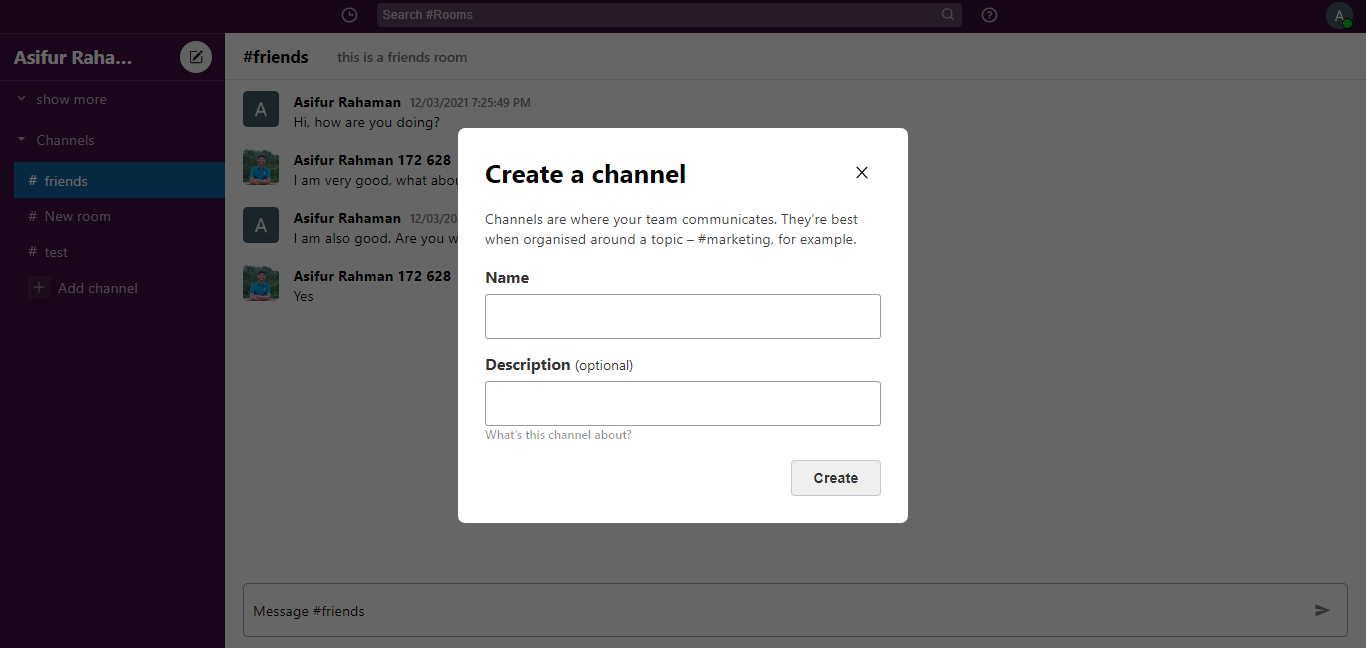 Search #Rooms
A
Asifur Raha...
show more
Channels
# friends
# New room
# test
+ Add channel
#friends this is a friends room
A
Asifur Rahaman 12/03/2021 7:25:49 PM
Hi, how are you doing?
Asifur Rahman 172 628
I am very good, what abou
A
Asifur Rahaman 12/03/20
I am also good. Are you w
Asifur Rahman 172 628
Yes
Create a channel
Channels are where your team communicates. They’re best
when organised around a topic – #marketing, for example.
Name
Description (optional)
What’s this channel about?
Create
Message #friends